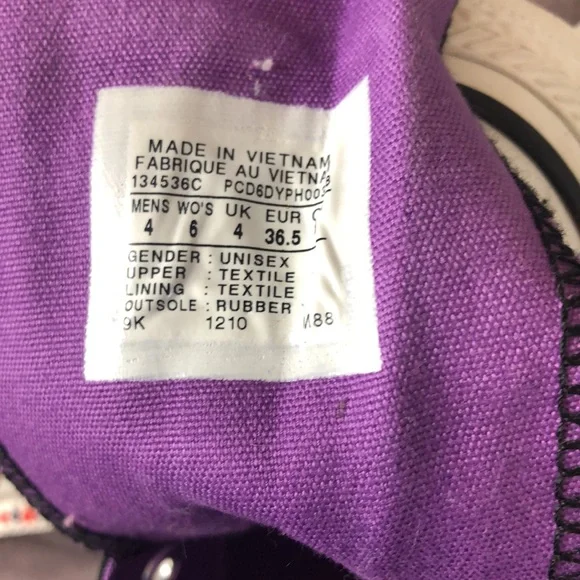 MADE IN VIETNAM
FABRIQUE AU VIETNA
134536C PCD6DYPH003
MENS WO'S UK EUR C
4 6 4 36.5
GENDER : UNISEX
UPPER : TEXTILE
LINING : TEXTILE
OUTSOLE : RUBBER
9K 1210 M88